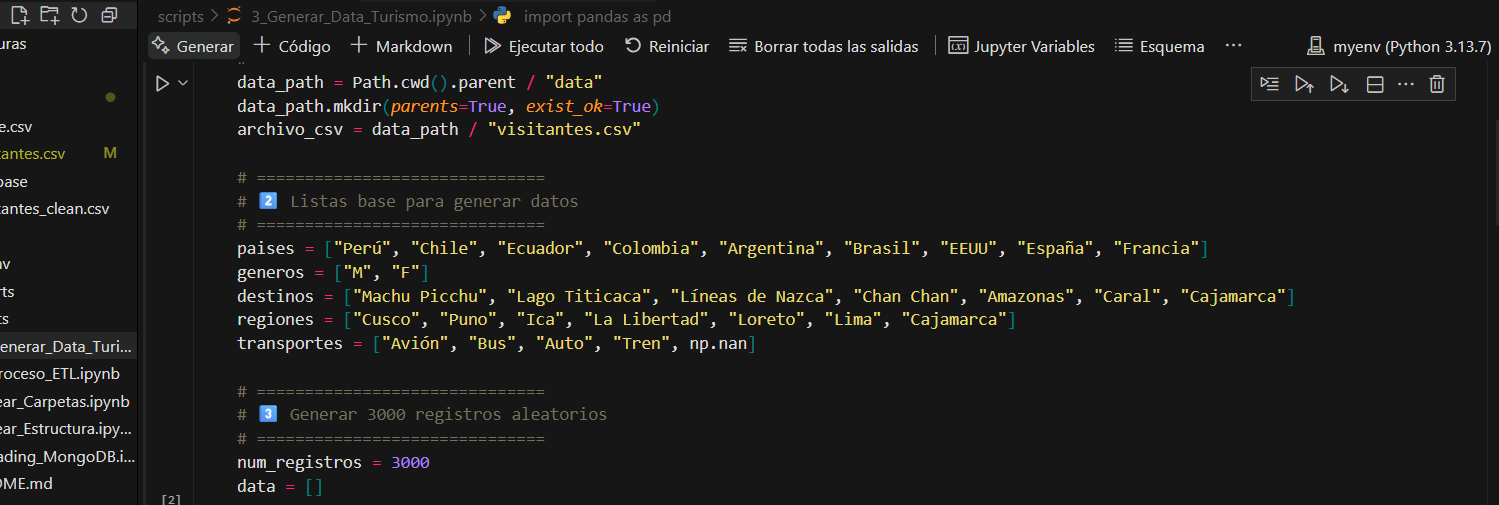 scripts > 3_Generar_Data_Turismo.ipynb > import pandas as pd
Generar + Código + Markdown Ejecutar todo Reiniciar Borrar todas las salidas Jupyter Variables Esquema ... myenv (Python 3.13.7)
uras
e.csv
tantes.csv M
base
tantes_clean.csv
nv
rts
ts
enerar_Data_Turi...
roceso_ETL.ipynb
ear_Carpetas.ipynb
ear_Estructura.ipy...
ading_MongoDB.i...
OME.md
data_path = Path.cwd().parent / "data"
data_path.mkdir(parents=True, exist_ok=True)
archivo_csv = data_path / "visitantes.csv"
# ==============================
# 2️⃣ Listas base para generar datos
# ==============================
paises = ["Perú", "Chile", "Ecuador", "Colombia", "Argentina", "Brasil", "EEUU", "España", "Francia"]
generos = ["M", "F"]
destinos = ["Machu Picchu", "Lago Titicaca", "Líneas de Nazca", "Chan Chan", "Amazonas", "Caral", "Cajamarca"]
regiones = ["Cusco", "Puno", "Ica", "La Libertad", "Loreto", "Lima", "Cajamarca"]
transportes = ["Avión", "Bus", "Auto", "Tren", np.nan]
# ==============================
# 3️⃣ Generar 3000 registros aleatorios
# ==============================
num_registros = 3000
data = []
[2]